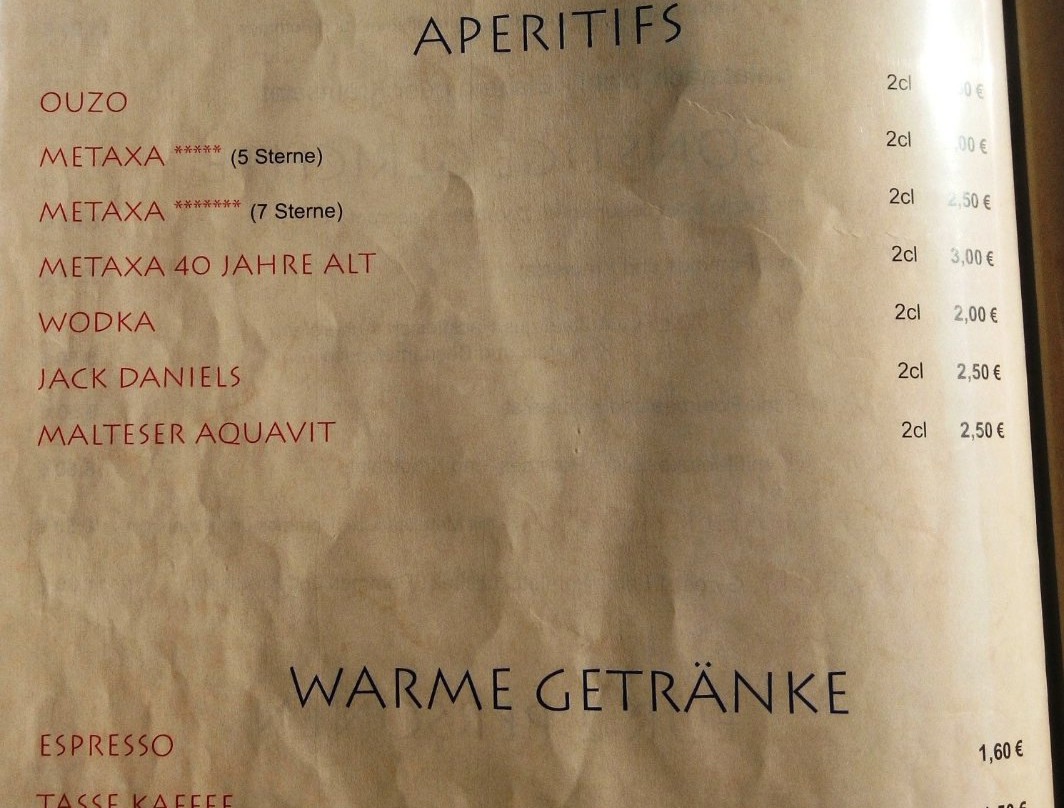 APERITIFS
OUZO 2cl
METAXA ***** (5 Sterne) 2cl
METAXA ******* (7 Sterne) 2cl 2,50 €
METAXA 40 JAHRE ALT 2cl 3,00 €
WODKA 2cl 2,00 €
JACK DANIELS 2cl 2,50 €
MALTESER AQUAVIT 2cl 2,50 €
WARME GETRÄNKE
ESPRESSO 1,60 €
TASSE KAFFEE